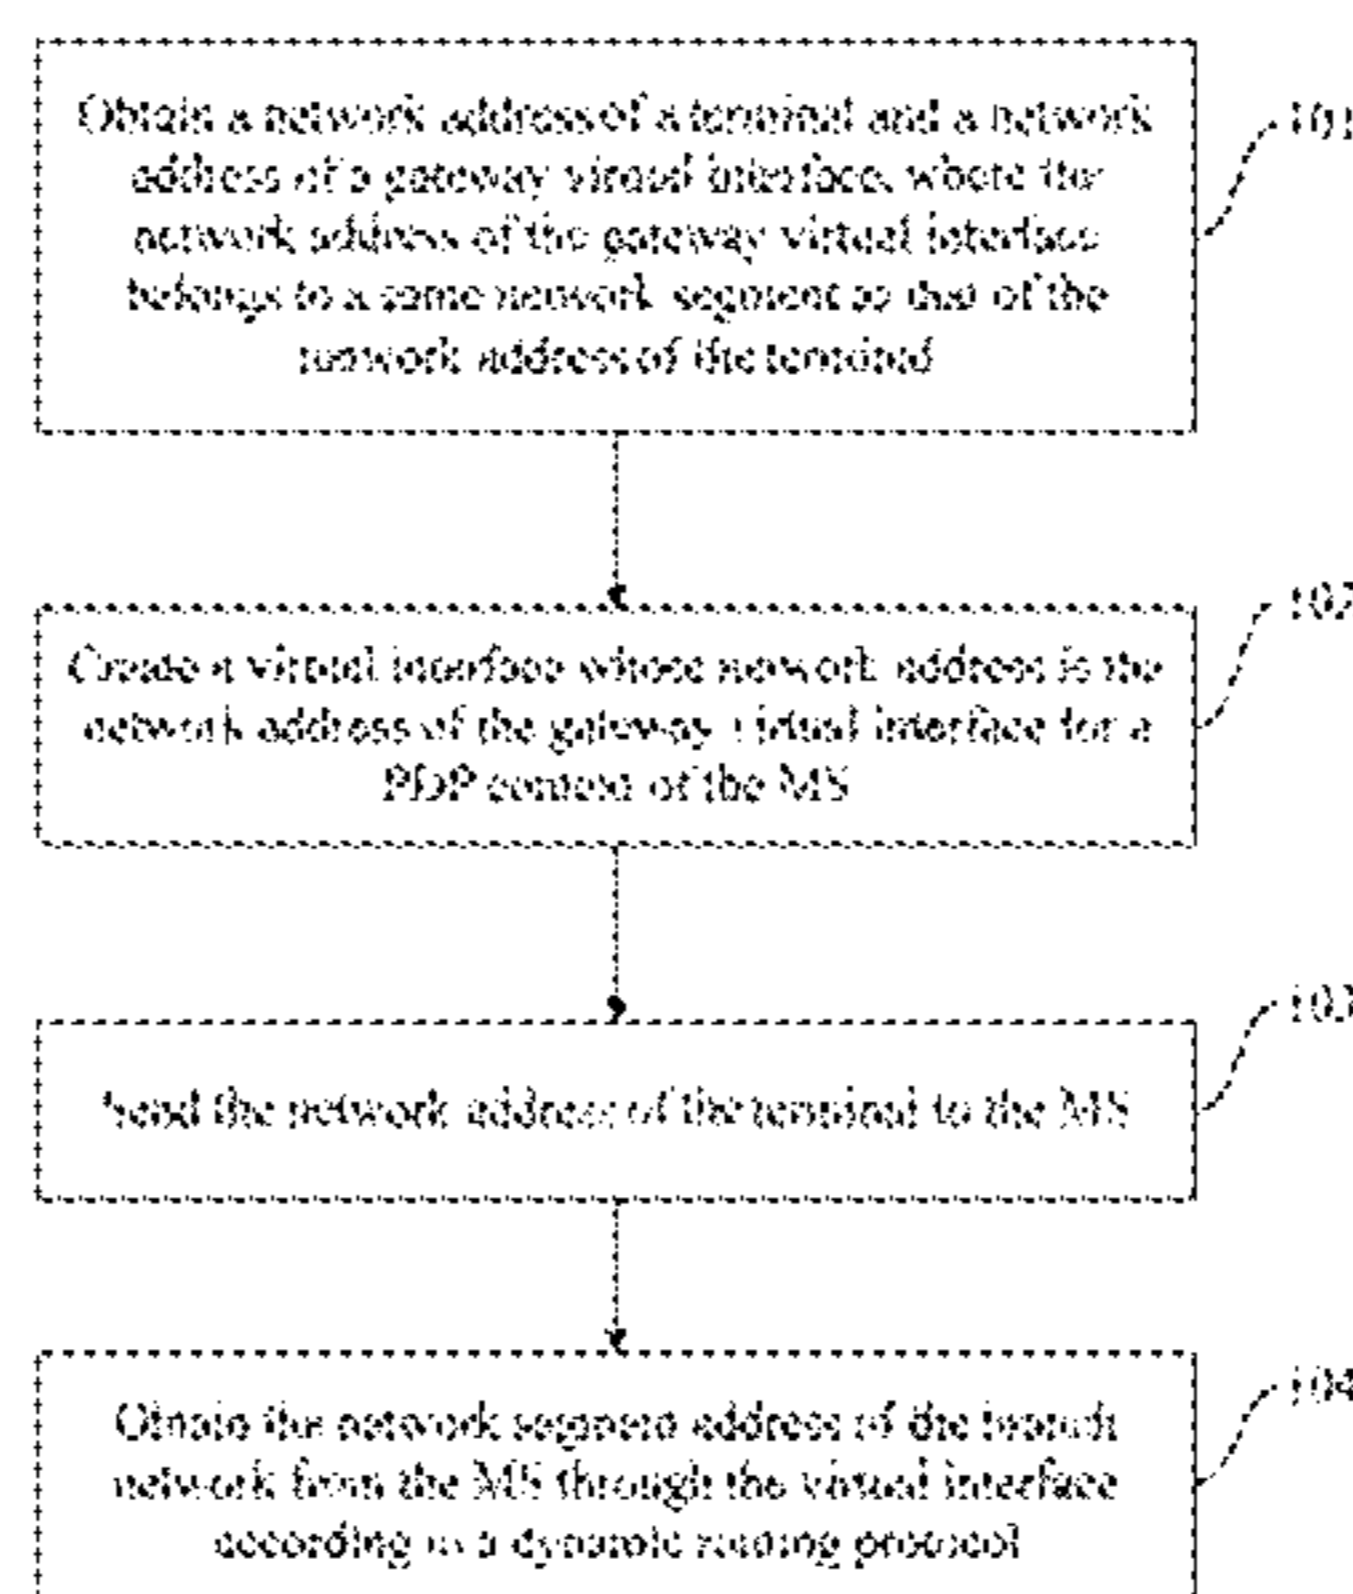 Obtain a network address of a terminal and a network
101
address of a gateway virtual interface, where the
network address of the gateway virtual interface
belongs to a same network segment as that of the
network address of the terminal
102
Create a virtual interface whose network address is the
network address of the gateway virtual interface for a
PDP context of the MS
103
Send the network address of the terminal to the MS
104
Obtain the network segment address of the branch
network from the MS through the virtual interface
according to a dynamic routing protocol